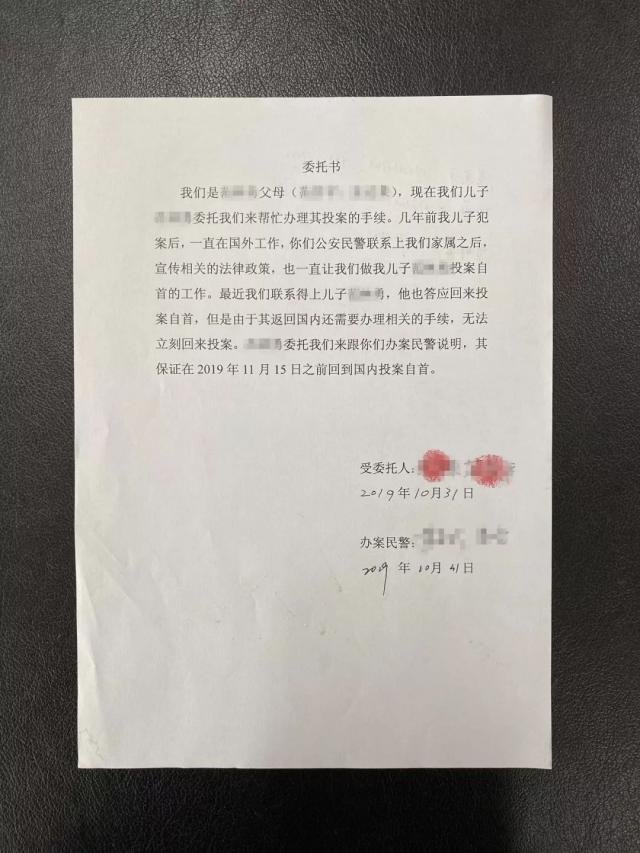 委托书
我们是父母（），现在我们儿子
委托我们来帮忙办理其投案的手续。几年前我儿子犯
案后，一直在国外工作，你们公安民警联系上我们家属之后，
宣传相关的法律政策，也一直让我们做我儿子投案自
首的工作。最近我们联系得上儿子勇，他也答应回来投
案自首，但是由于其返回国内还需要办理相关的手续，无法
立刻回来投案。勇委托我们来跟你们办案民警说明，其
保证在 2019 年 11 月 15 日之前回到国内投案自首。
受委托人：
2019年10月31日
办案民警：
2019 年 10月 日